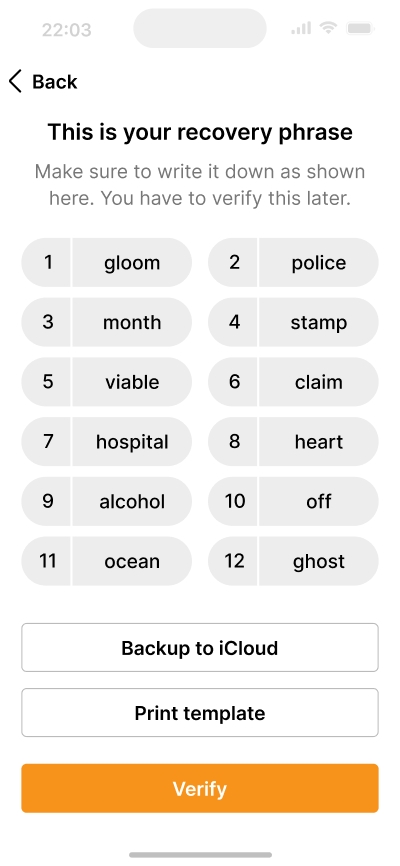 22:03
Back
This is your recovery phrase
Make sure to write it down as shown
here. You have to verify this later.
1 gloom 2 police
3 month 4 stamp
5 viable 6 claim
7 hospital 8 heart
9 alcohol 10 off
11 ocean 12 ghost
Backup to iCloud
Print template
Verify